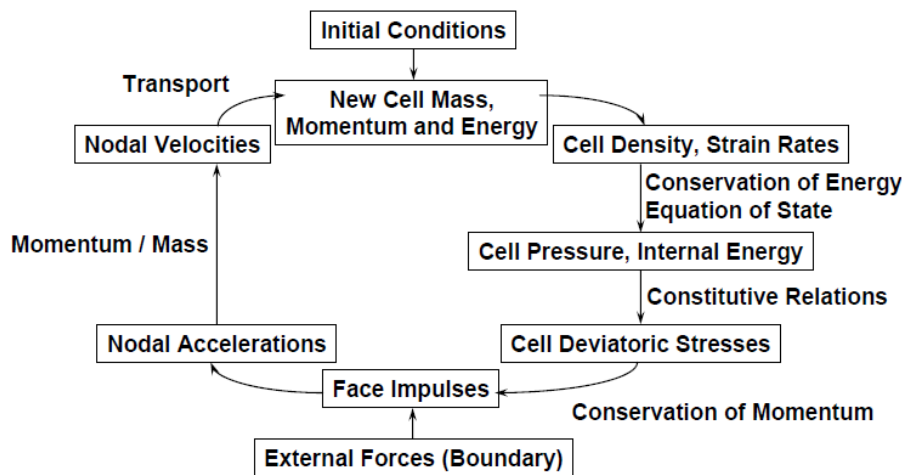 Initial Conditions
Transport
New Cell Mass,
Momentum and Energy
Nodal Velocities
Cell Density, Strain Rates
Conservation of Energy
Equation of State
Momentum / Mass
Cell Pressure, Internal Energy
Constitutive Relations
Nodal Accelerations
Cell Deviatoric Stresses
Face Impulses
Conservation of Momentum
External Forces (Boundary)